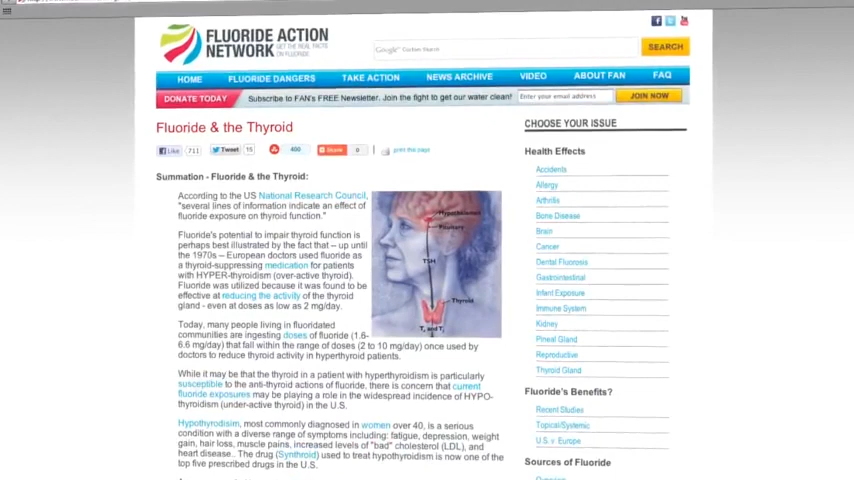 FLUORIDE ACTION
NETWORK GET THE REAL FACTS
ON FLUORIDE
Google Custom Search
SEARCH
HOME FLUORIDE DANGERS TAKE ACTION NEWS ARCHIVE VIDEO ABOUT FAN FAQ
DONATE TODAY Subscribe to FAN's FREE Newsletter. Join the fight to get our water clean! Enter your email address JOIN NOW
Fluoride & the Thyroid
Like 711 Tweet 15 400 Share 0 print this page
Summation - Fluoride & the Thyroid:
According to the US National Research Council,
"several lines of information indicate an effect of
fluoride exposure on thyroid function."
Fluoride's potential to impair thyroid function is
perhaps best illustrated by the fact that – up until
the 1970s – European doctors used fluoride as
a thyroid-suppressing medication for patients
with HYPER-thyroidism (over-active thyroid).
Fluoride was utilized because it was found to be
effective at reducing the activity of the thyroid
gland - even at doses as low as 2 mg/day.
Today, many people living in fluoridated
communities are ingesting doses of fluoride (1.6-
6.6 mg/day) that fall within the range of doses (2 to 10 mg/day) once used by
doctors to reduce thyroid activity in hyperthyroid patients.
While it may be that the thyroid in a patient with hyperthyroidism is particularly
susceptible to the anti-thyroid actions of fluoride, there is concern that current
fluoride exposures may be playing a role in the widespread incidence of HYPO-
thyroidism (under-active thyroid) in the U.S.
Hypothyrodisim, most commonly diagnosed in women over 40, is a serious
condition with a diverse range of symptoms including: fatigue, depression, weight
gain, hair loss, muscle pains, increased levels of "bad" cholesterol (LDL), and
heart disease.. The drug (Synthroid) used to treat hypothyroidism is now one of the
top five prescribed drugs in the U.S.
Hypothalamus
Pituitary
TSH
Thyroid
T3 and T4
CHOOSE YOUR ISSUE
Health Effects
Accidents
Allergy
Arthritis
Bone Disease
Brain
Cancer
Dental Fluorosis
Gastrointestinal
Infant Exposure
Immune System
Kidney
Pineal Gland
Reproductive
Thyroid Gland
Fluoride's Benefits?
Recent Studies
Topical/Systemic
U.S. v. Europe
Sources of Fluoride